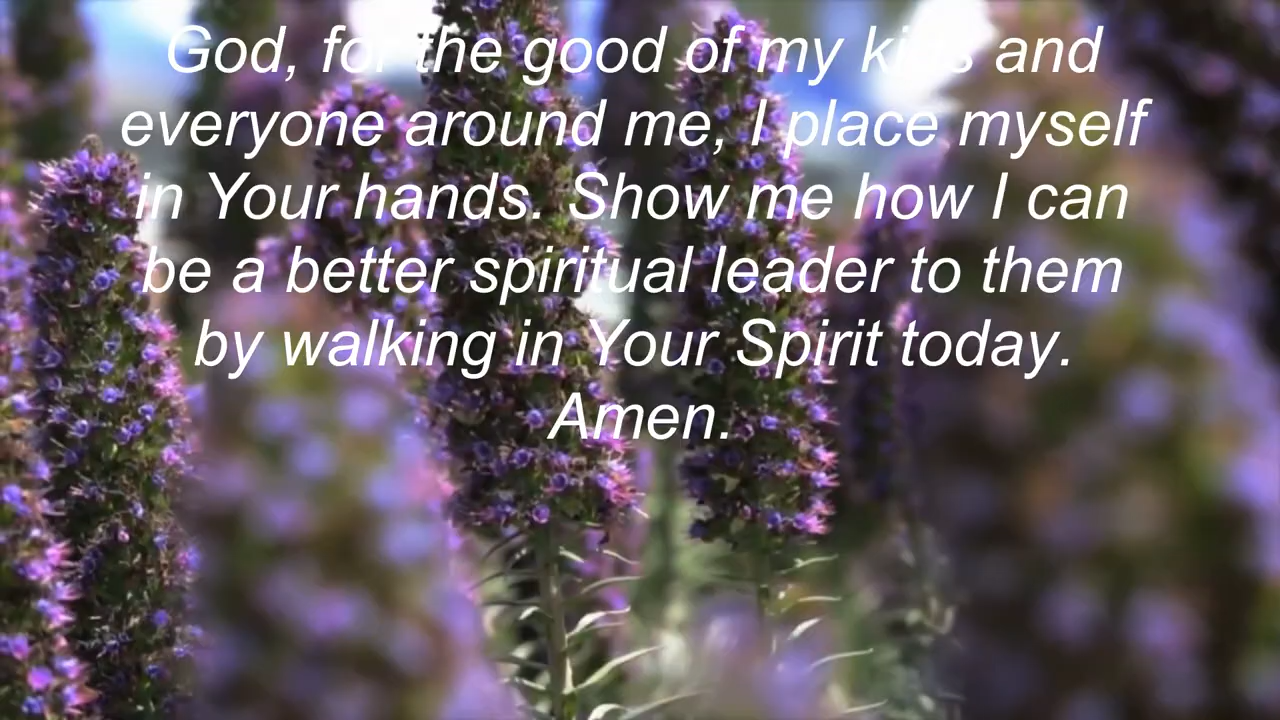 God, for the good of my kids and
everyone around me, I place myself
in Your hands. Show me how I can
be a better spiritual leader to them
by walking in Your Spirit today.
Amen.